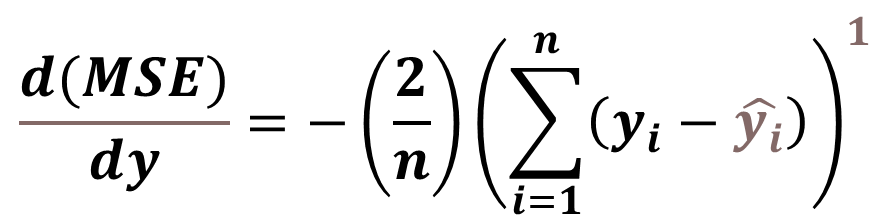 d(MSE)/dy = −(2/n)(∑_{i=1}^{n}(y_i − ŷ_i))^1